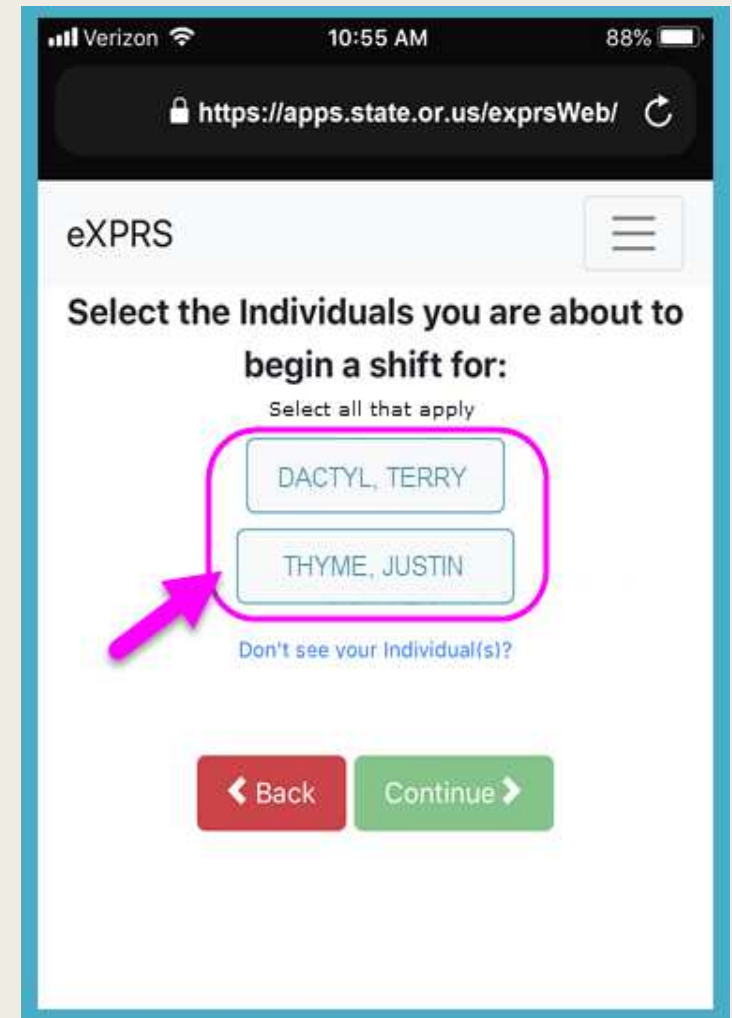 Verizon 10:55 AM 88%
https://apps.state.or.us/exprsWeb/
eXPRS
Select the Individuals you are about to
begin a shift for:
Select all that apply
DACTYL, TERRY
THYME, JUSTIN
Don't see your Individual(s)?
Back Continue